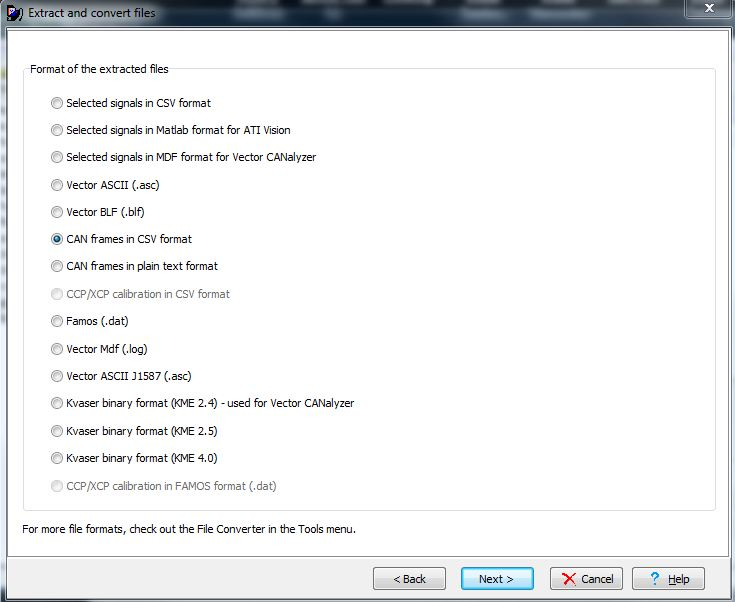 Extract and convert files
Format of the extracted files
Selected signals in CSV format
Selected signals in Matlab format for ATI Vision
Selected signals in MDF format for Vector CANalyzer
Vector ASCII (.asc)
Vector BLF (.blf)
CAN frames in CSV format
CAN frames in plain text format
CCP/XCP calibration in CSV format
Famos (.dat)
Vector Mdf (.log)
Vector ASCII J1587 (.asc)
Kvaser binary format (KME 2.4) - used for Vector CANalyzer
Kvaser binary format (KME 2.5)
Kvaser binary format (KME 4.0)
CCP/XCP calibration in FAMOS format (.dat)
For more file formats, check out the File Converter in the Tools menu.
< Back Next > Cancel ? Help